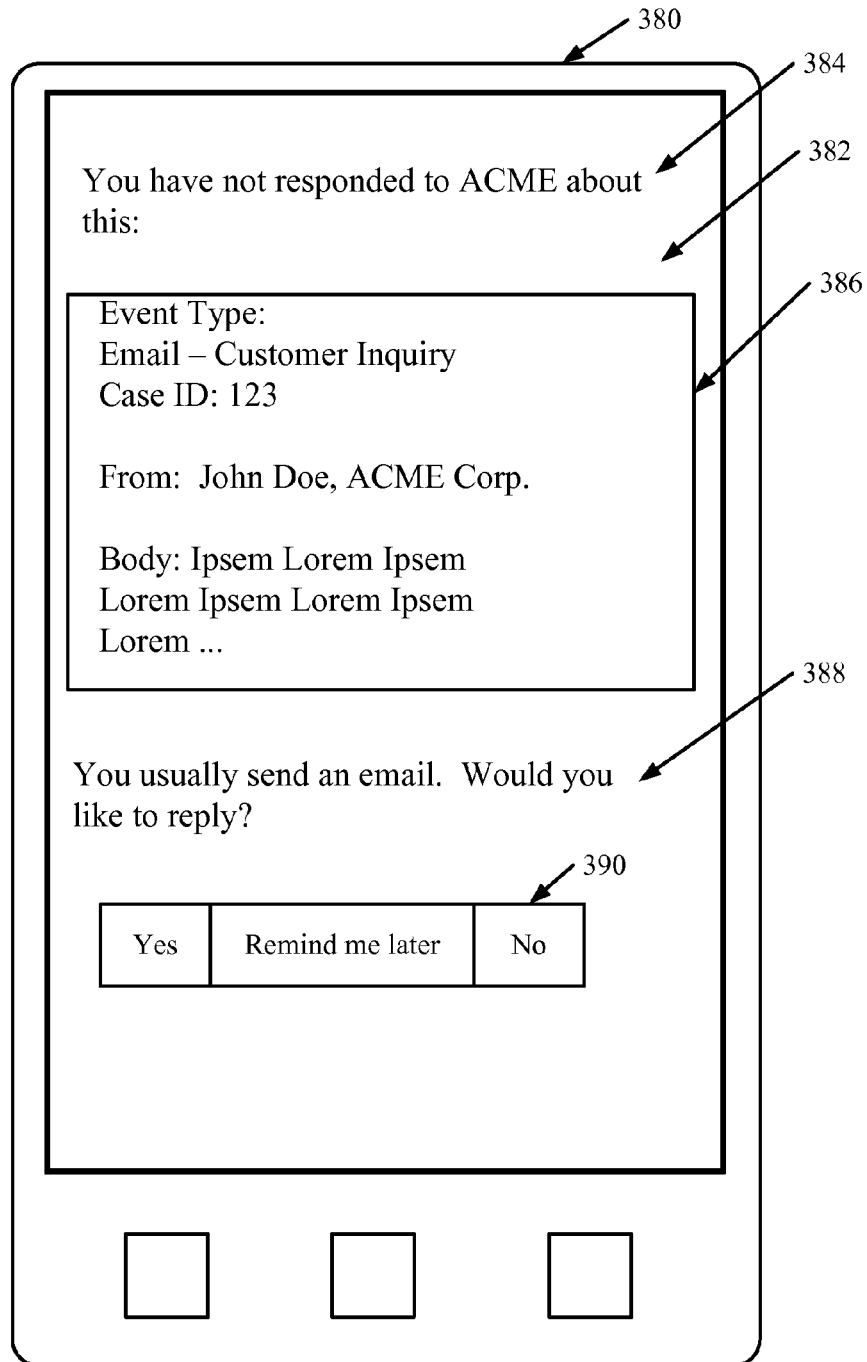 380
384
You have not responded to ACME about
this:
382
386
Event Type:
Email – Customer Inquiry
Case ID: 123
From:  John Doe, ACME Corp.
Body: Ipsem Lorem Ipsem
Lorem Ipsem Lorem Ipsem
Lorem ...
388
You usually send an email.  Would you
like to reply?
390
Yes
Remind me later
No